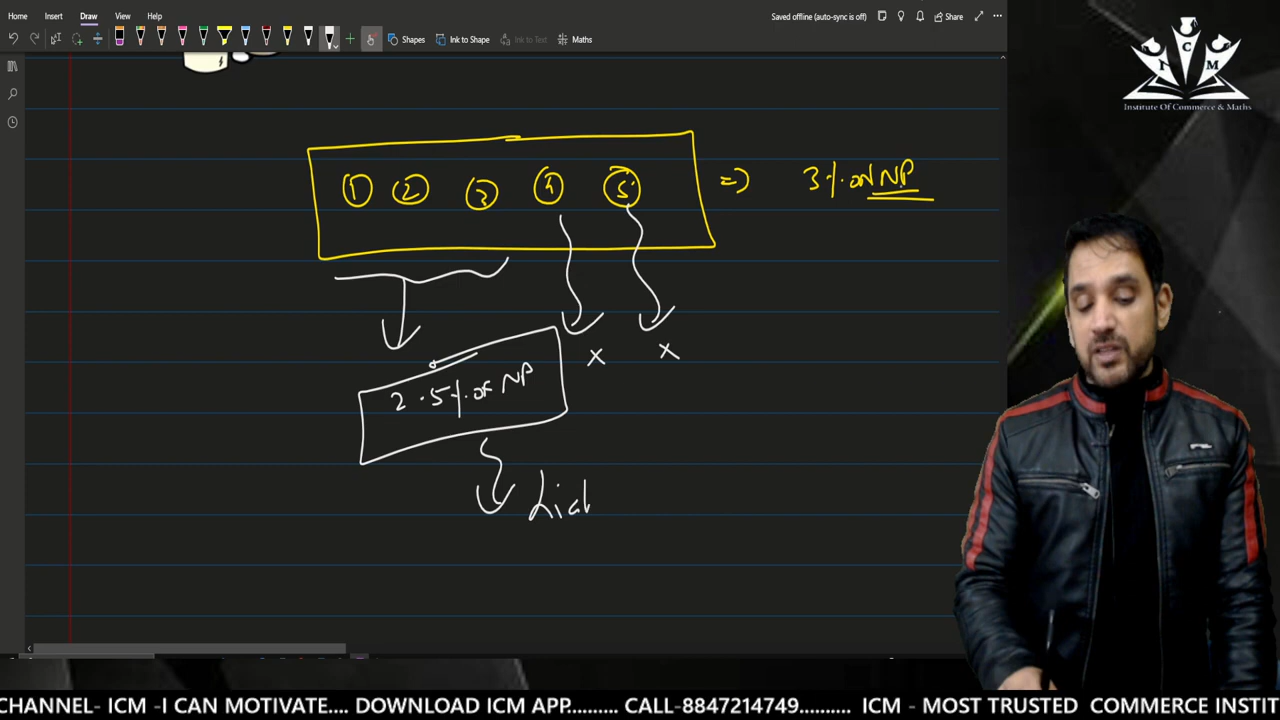 Home Insert Draw View Help
Saved offline (auto-sync is off) Share
Shapes Ink to Shape Ink to Text Maths
N C M
Institute Of Commerce & Maths
1 2 3 4 5 => 3% of NP
x x
2.5% of NP
Liab
CHANNEL- ICM -I CAN MOTIVATE.... DOWNLOAD ICM APP......... CALL-8847214749.......... ICM - MOST TRUSTED COMMERCE INSTIT